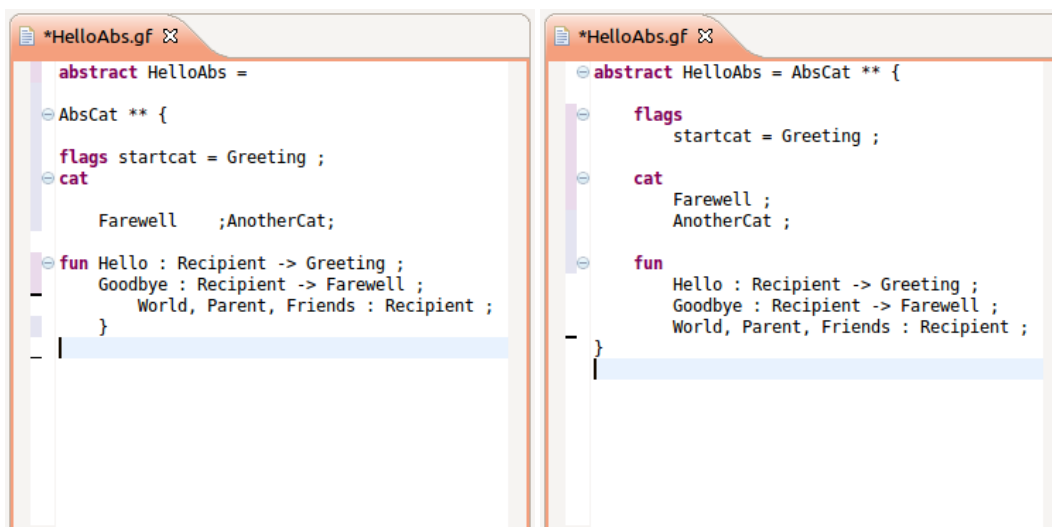 *HelloAbs.gf
abstract HelloAbs =
AbsCat ** {
flags startcat = Greeting ;
cat
Farewell    ;AnotherCat;
fun Hello : Recipient -> Greeting ;
Goodbye : Recipient -> Farewell ;
World, Parent, Friends : Recipient ;
}
*HelloAbs.gf
abstract HelloAbs = AbsCat ** {
flags
startcat = Greeting ;
cat
Farewell ;
AnotherCat ;
fun
Hello : Recipient -> Greeting ;
Goodbye : Recipient -> Farewell ;
World, Parent, Friends : Recipient ;
}